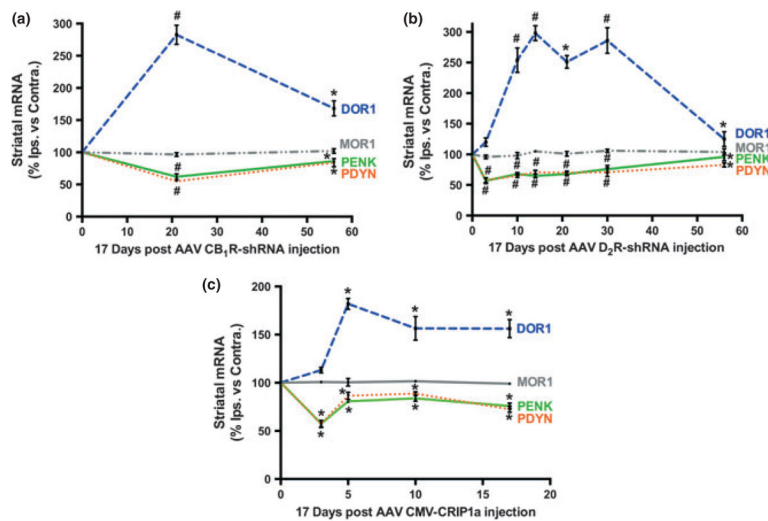 (a)
Striatal mRNA
(% Ips. vs Contra.)
300
250
200
150
100
50
0
#
*
DOR1
MOR1
#
*
PENK
*
PDYN
#
0 10 20 30 40 50 60
17 Days post AAV CB1R-shRNA injection
(b)
Striatal mRNA
(% Ips. vs Contra.)
300
250
200
150
100
50
0
#
#
*
#
*
DOR1
MOR1
# # # #
*
PENK
*
PDYN
# # # # #
0 10 20 30 40 50 60
17 Days post AAV D2R-shRNA injection
(c)
Striatal mRNA
(% Ips. vs Contra.)
200
150
100
50
0
*
*
*
DOR1
MOR1
* * * *
PENK
PDYN
* * * *
0 5 10 15 20
17 Days post AAV CMV-CRIP1a injection